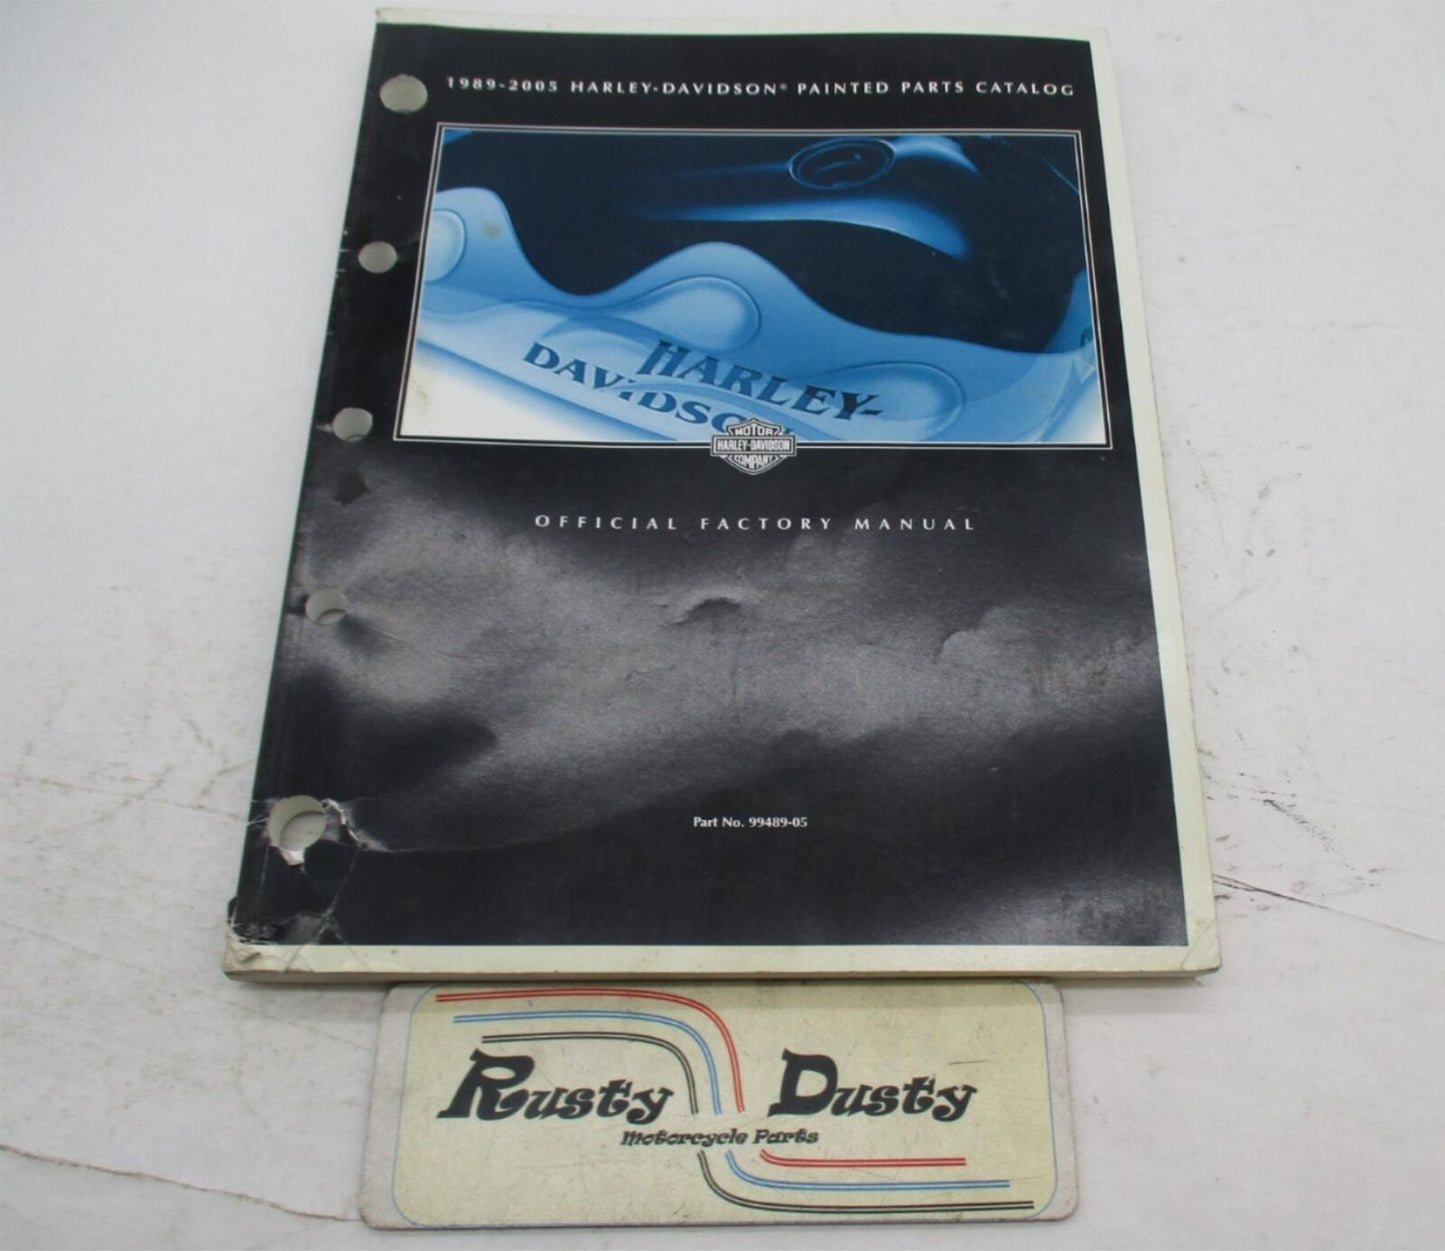 1989-2005 HARLEY-DAVIDSON® PAINTED PARTS CATALOG
HARLEY-
DAVIDSON
MOTOR
HARLEY-DAVIDSON
COMPANY
OFFICIAL FACTORY MANUAL
Part No. 99489-05
Rusty Dusty
Motorcycle Parts